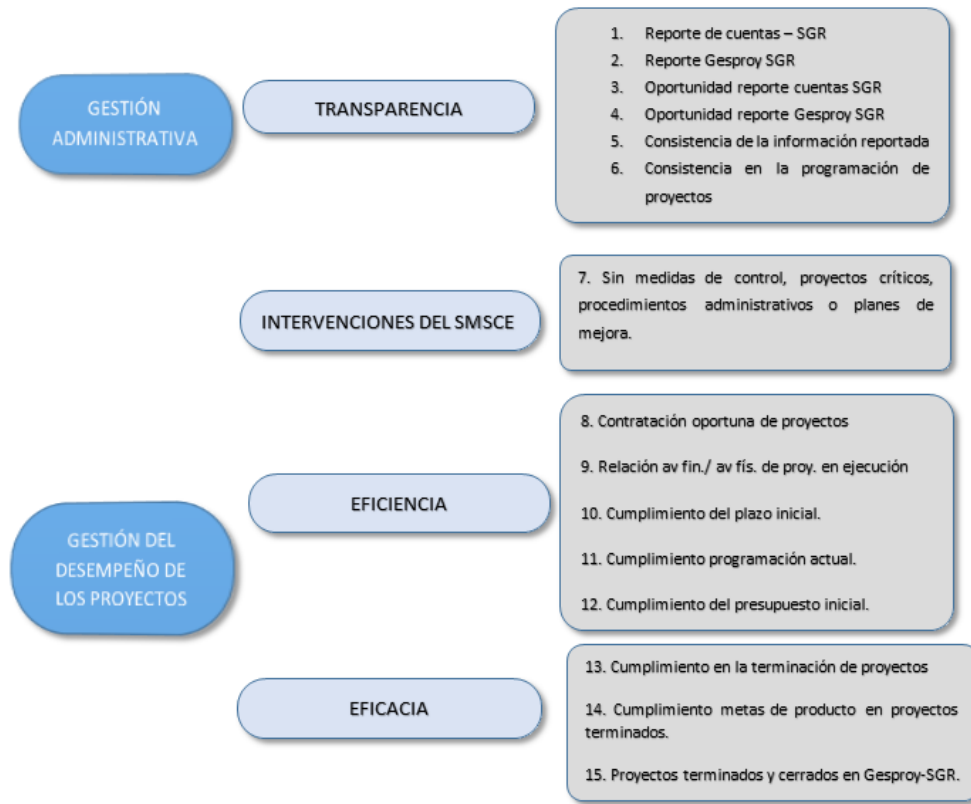 GESTIÓN
ADMINISTRATIVA
TRANSPARENCIA
1. Reporte de cuentas – SGR
2. Reporte Gesproy SGR
3. Oportunidad reporte cuentas SGR
4. Oportunidad reporte Gesproy SGR
5. Consistencia de la información reportada
6. Consistencia en la programación de
proyectos
INTERVENCIONES DEL SMSCE
7. Sin medidas de control, proyectos críticos,
procedimientos administrativos o planes de
mejora.
GESTIÓN DEL
DESEMPEÑO DE
LOS PROYECTOS
EFICIENCIA
8. Contratación oportuna de proyectos
9. Relación av fin./ av fís. de proy. en ejecución
10. Cumplimiento del plazo inicial.
11. Cumplimiento programación actual.
12. Cumplimiento del presupuesto inicial.
EFICACIA
13. Cumplimiento en la terminación de proyectos
14. Cumplimiento metas de producto en proyectos
terminados.
15. Proyectos terminados y cerrados en Gesproy-SGR.